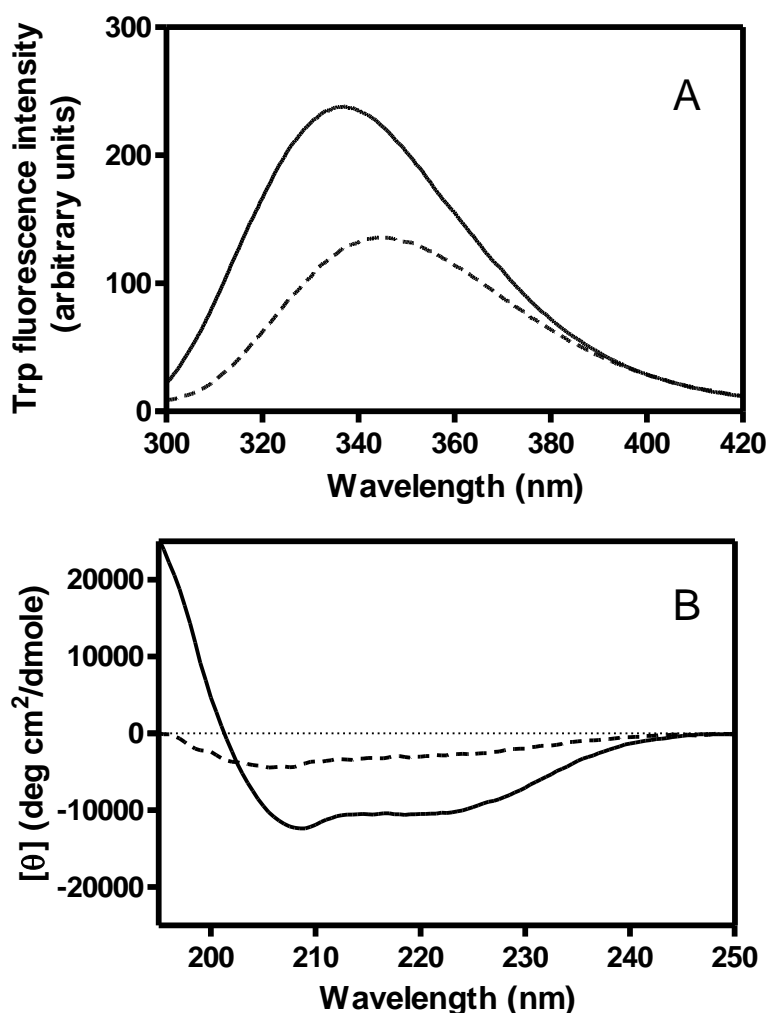 Trp fluorescence intensity
(arbitrary units)
300
200
100
0
A
300 320 340 360 380 400 420
Wavelength (nm)
[θ] (deg cm²/dmole)
20000
10000
0
-10000
-20000
B
200 210 220 230 240 250
Wavelength (nm)